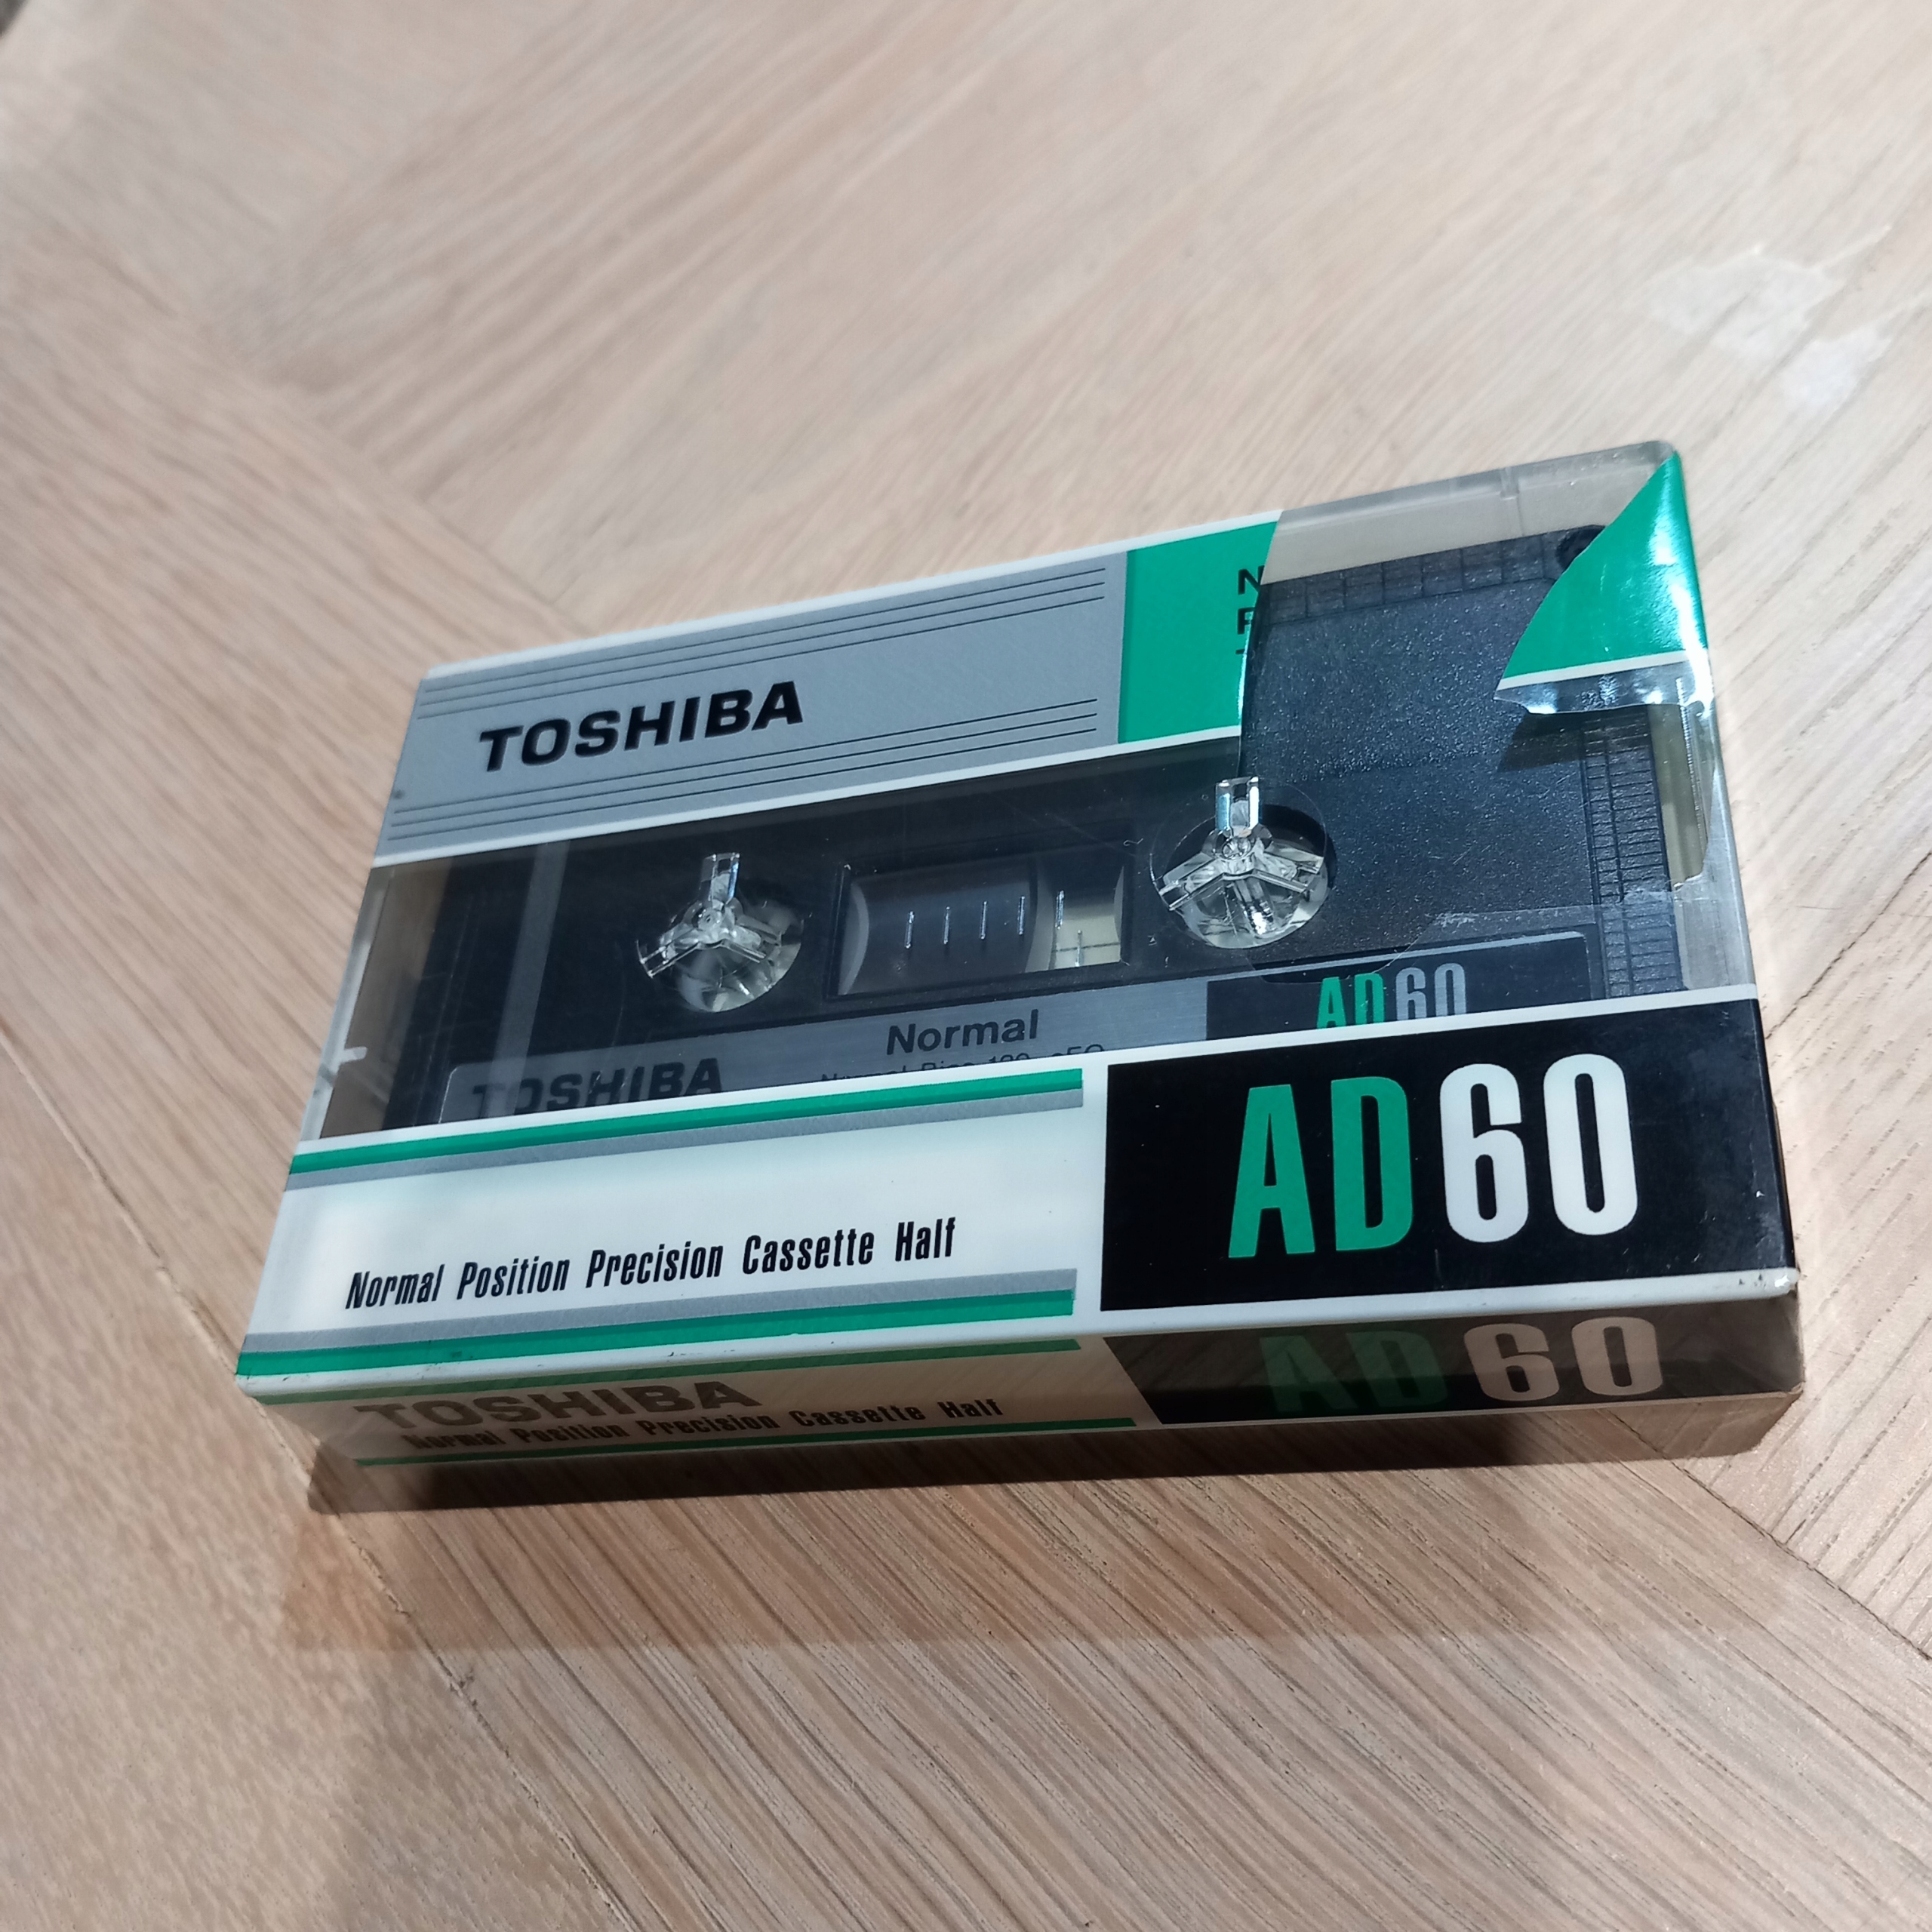 TOSHIBA
Normal
TOSHIBA
AD60
AD60
Normal Position Precision Cassette Half
AD60
TOSHIBA
Normal Position Precision Cassette Half